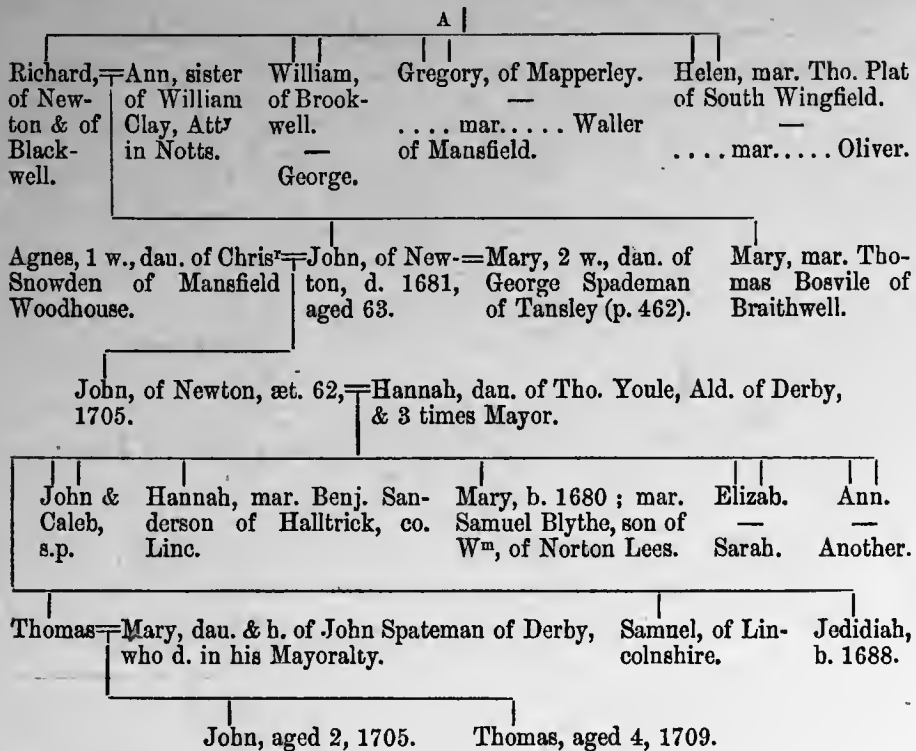 A
Richard,
of New-
ton & of
Black-
well.
Ann, sister
of William
Clay, Attʸ
in Notts.
William,
of Brook-
well.
—
George.
Gregory, of Mapperley.
—
.... mar..... Waller
of Mansfield.
Helen, mar. Tho. Plat
of South Wingfield.
—
.... mar..... Oliver.
Agnes, 1 w., dau. of Chrisʳ
Snowden of Mansfield
Woodhouse.
John, of New-
ton, d. 1681,
aged 63.
Mary, 2 w., dau. of
George Spademan
of Tansley (p. 462).
Mary, mar. Tho-
mas Bosvile of
Braithwell.
John, of Newton, æt. 62,
1705.
Hannah, dau. of Tho. Youle, Ald. of Derby,
& 3 times Mayor.
John &
Caleb,
s.p.
Hannah, mar. Benj. San-
derson of Halltrick, co.
Linc.
Mary, b. 1680 ; mar.
Samuel Blythe, son of
Wᵐ, of Norton Lees.
Elizab.
—
Sarah.
Ann.
—
Another.
Thomas
Mary, dau. & h. of John Spateman of Derby,
who d. in his Mayoralty.
Samuel, of Lin-
colnshire.
Jedidiah,
b. 1688.
John, aged 2, 1705.
Thomas, aged 4, 1709.